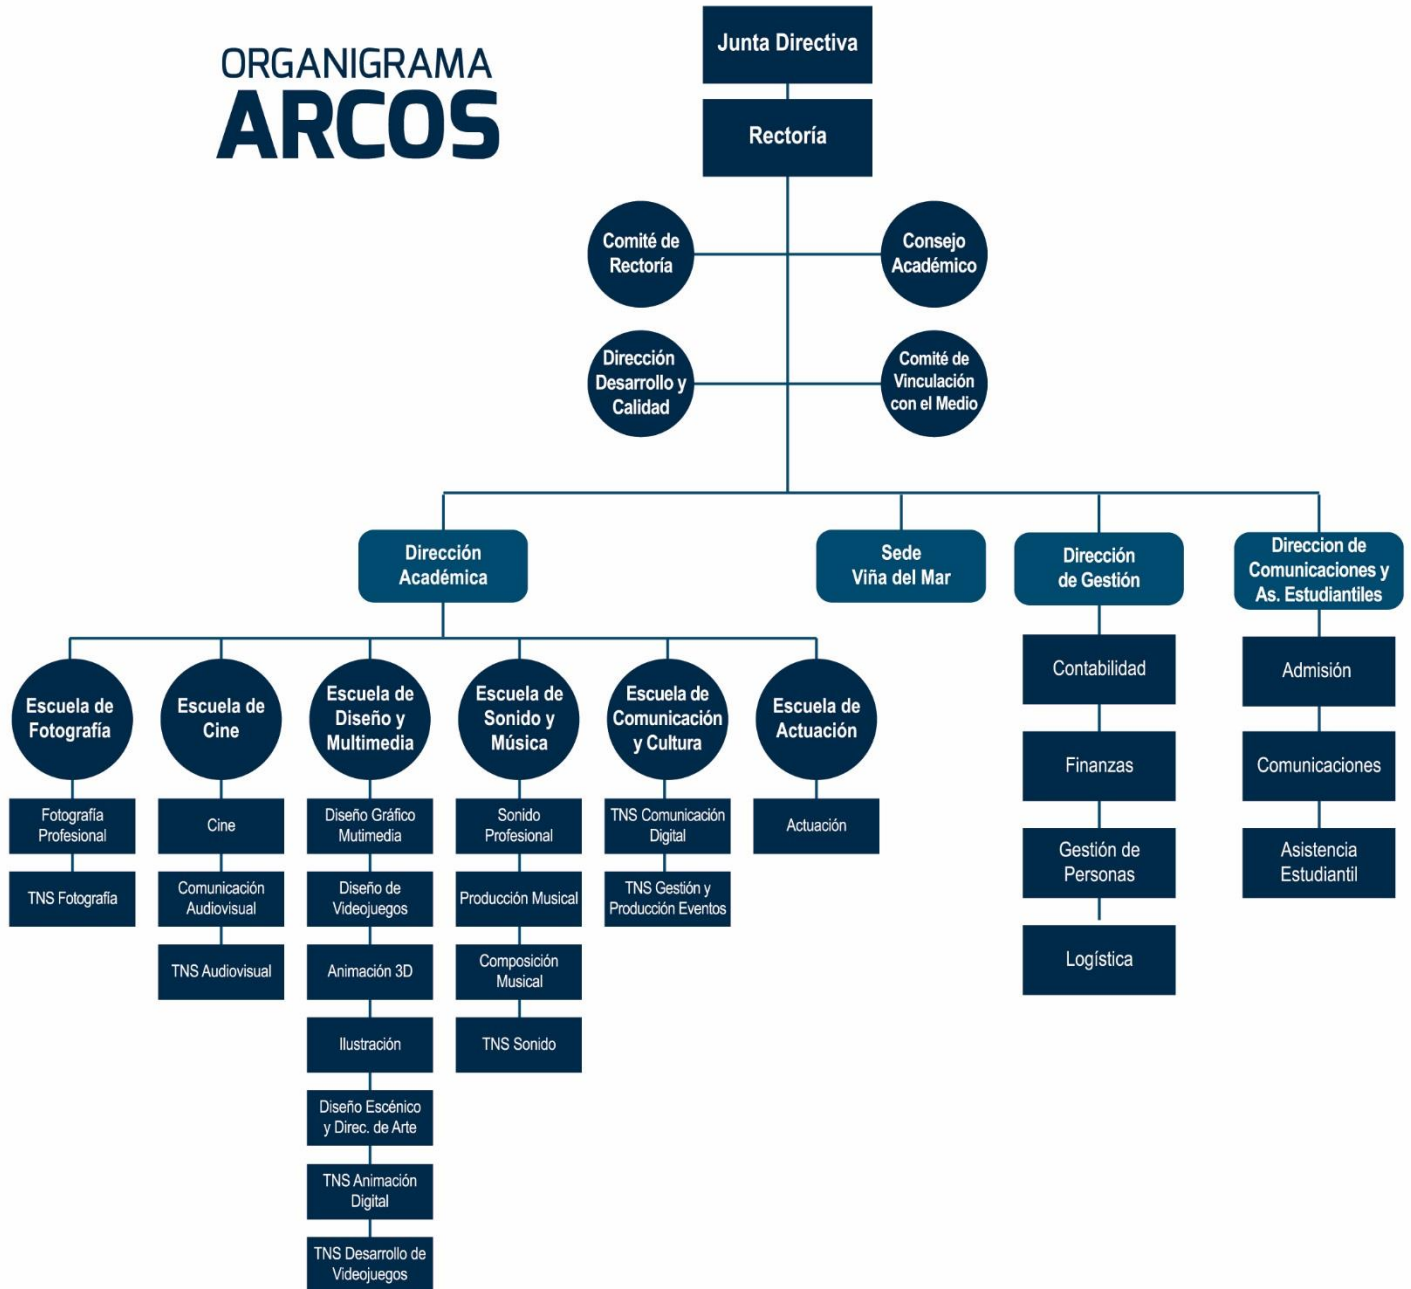 ORGANIGRAMA
ARCOS
Junta Directiva
Rectoría
Comité de
Rectoría
Consejo
Académico
Dirección
Desarrollo y
Calidad
Comité de
Vinculación
con el Medio
Dirección
Académica
Sede
Viña del Mar
Dirección
de Gestión
Direccion de
Comunicaciones y
As. Estudiantiles
Escuela de
Fotografía
Fotografía
Profesional
TNS Fotografía
Escuela de
Cine
Cine
Comunicación
Audiovisual
TNS Audiovisual
Escuela de
Diseño y
Multimedia
Diseño Gráfico
Mutimedia
Diseño de
Videojuegos
Animación 3D
Ilustración
Diseño Escénico
y Direc. de Arte
TNS Animación
Digital
TNS Desarrollo de
Videojuegos
Escuela de
Sonido y
Música
Sonido
Profesional
Producción Musical
Composición
Musical
TNS Sonido
Escuela de
Comunicación
y Cultura
TNS Comunicación
Digital
TNS Gestión y
Producción Eventos
Escuela de
Actuación
Actuación
Contabilidad
Finanzas
Gestión de
Personas
Logística
Admisión
Comunicaciones
Asistencia
Estudiantil